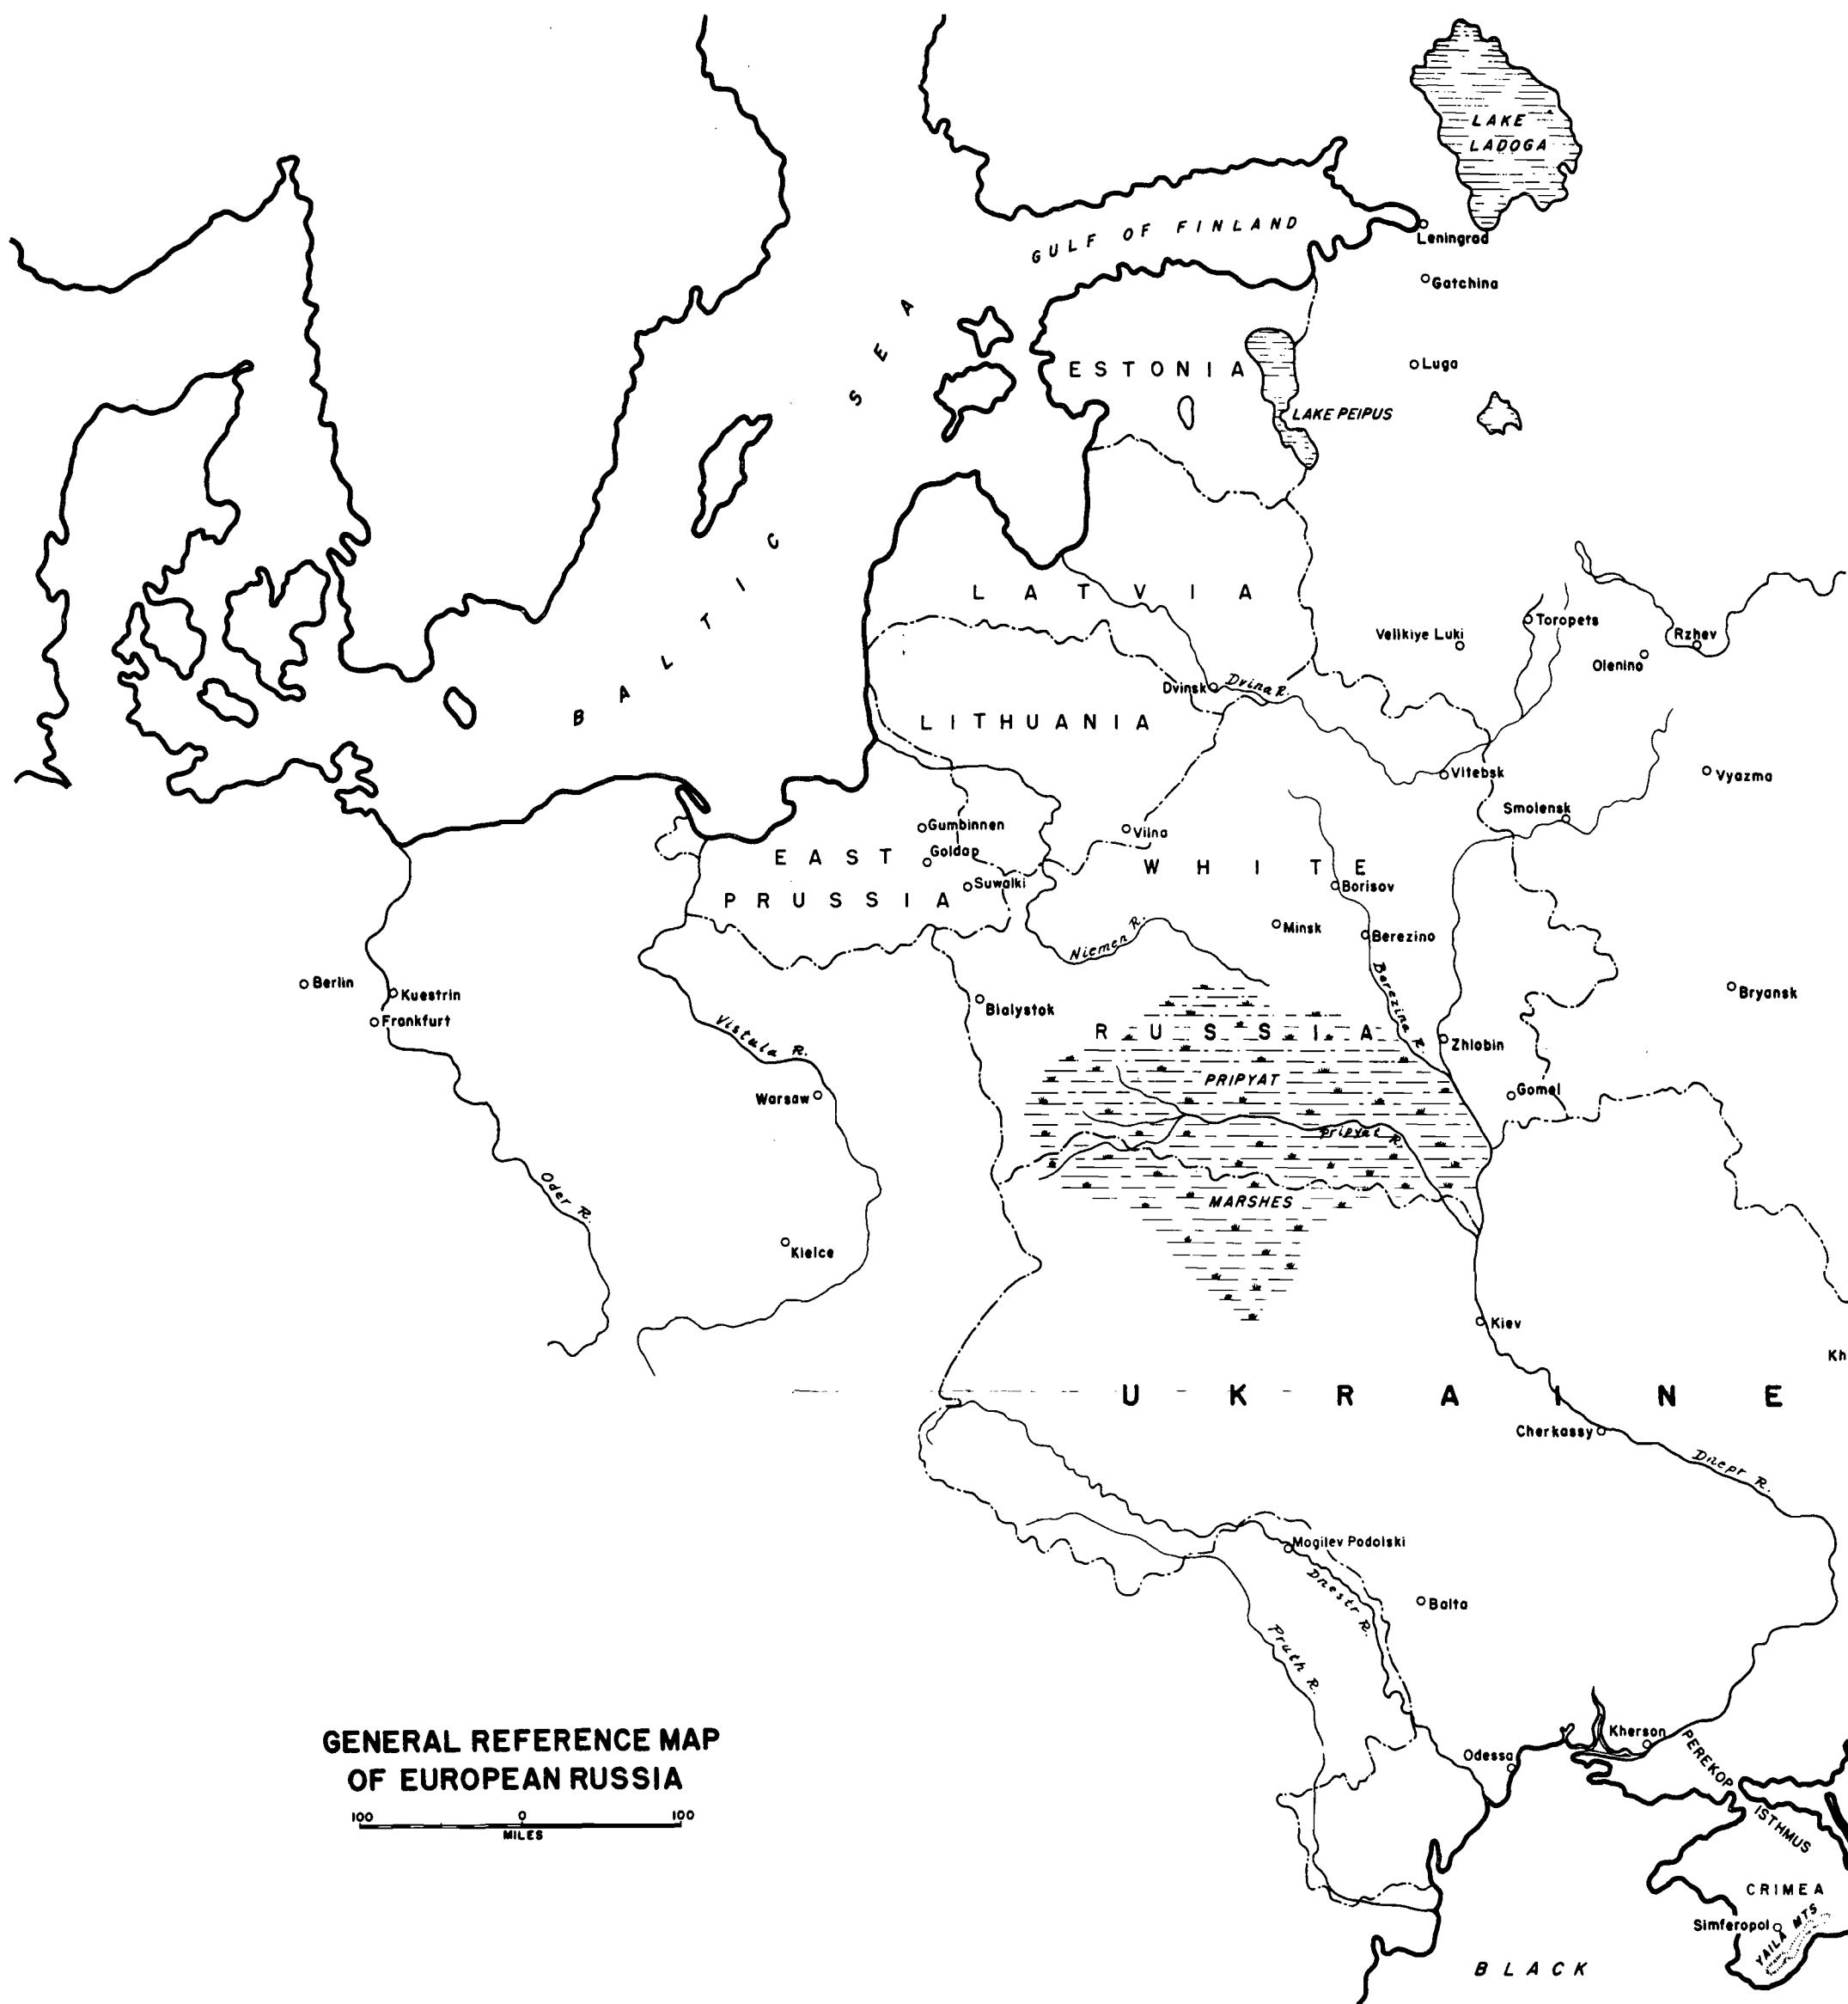 LAKE
LADOGA
GULF OF FINLAND
Leningrad
Gatchina
ESTONIA
Luga
LAKE PEIPUS
BALTIC SEA
LATVIA
Toropets
Velikiye Luki
Rzhev
Olenino
Dvinsk
Dvina R.
LITHUANIA
Vitebsk
Vyazma
Smolensk
Gumbinnen
Vilna
Goldap
EAST
PRUSSIA
Suwalki
WHITE
RUSSIA
Borisov
Minsk
Berezino
Niemen R.
Berezina R.
Berlin
Kuestrin
Frankfurt
Bialystok
Bryansk
Vistula R.
Zhlobin
PRIPYAT
MARSHES
Warsaw
Gomel
Pripyat R.
Oder R.
Kielce
Kiev
Kh
UKRAINE
Cherkassy
Dnepr R.
Mogilev Podolski
Dnestr R.
Balta
Pruth R.
GENERAL REFERENCE MAP
OF EUROPEAN RUSSIA
100 0 100
MILES
Kherson
Odessa
PEREKOP
ISTHMUS
CRIMEA
Simferopol
YAILA MTS
BLACK